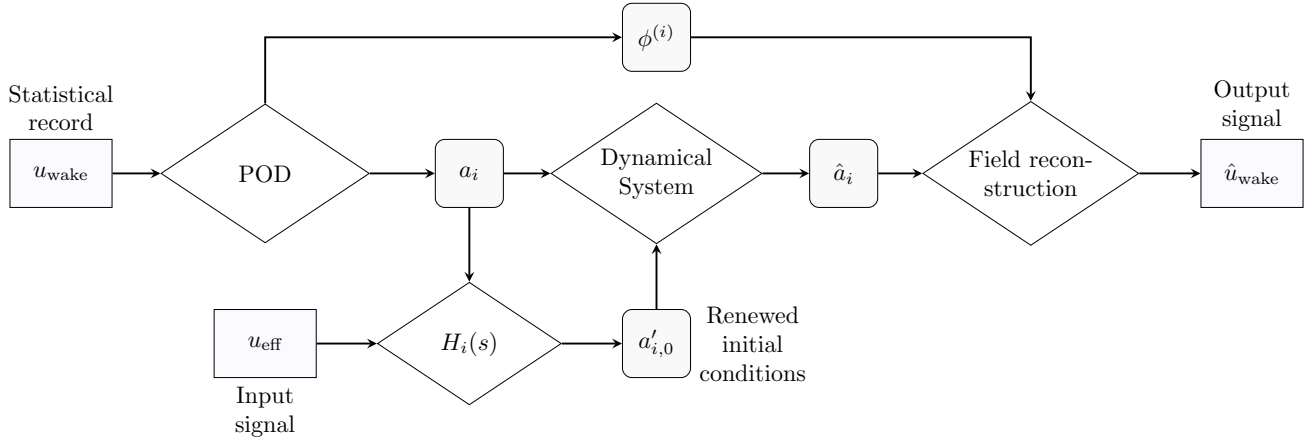 ϕ⁽ⁱ⁾
Statistical
record
u_wake
POD
a_i
Dynamical
System
â_i
Field recon-
struction
Output
signal
û_wake
u_eff
Input
signal
H_i(s)
a′_{i,0}
Renewed
initial
conditions